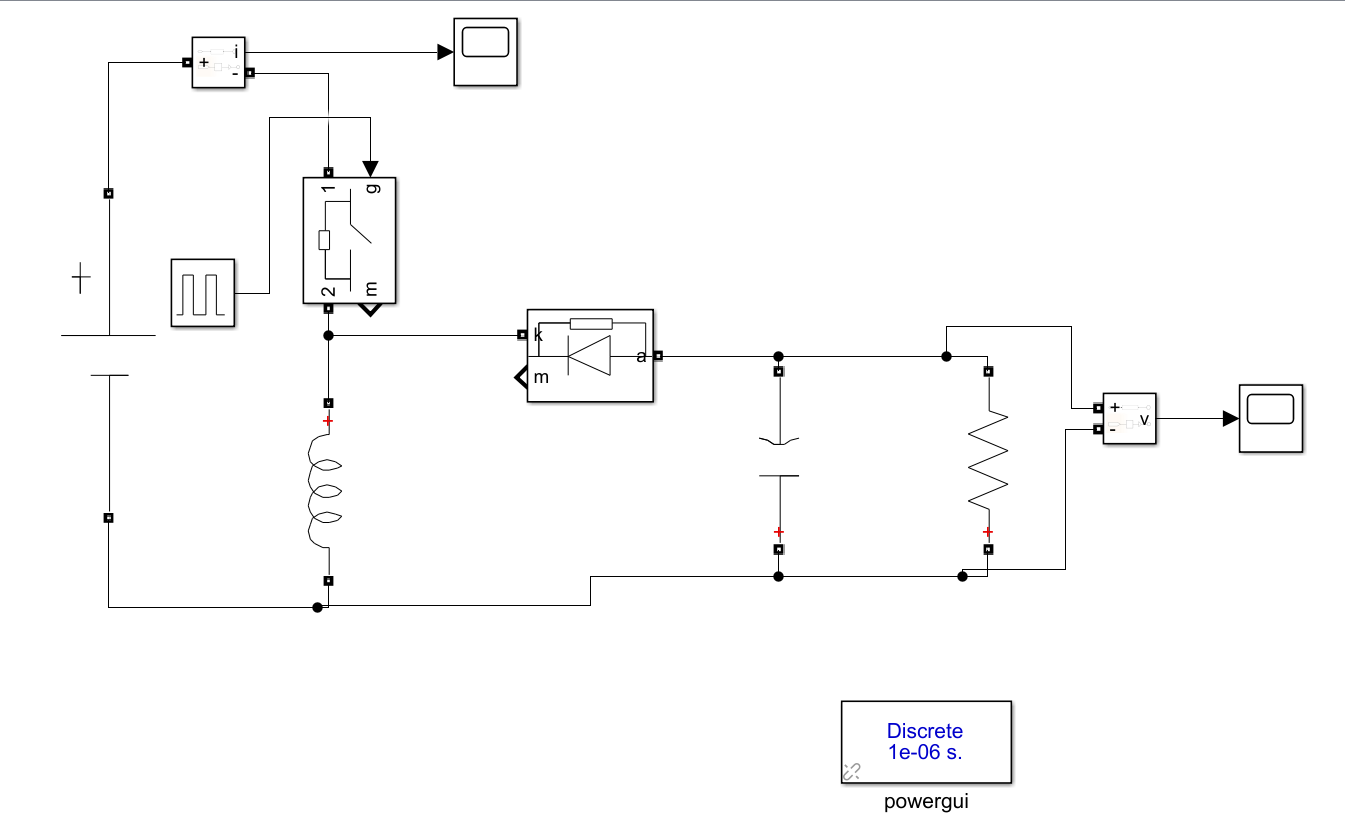 i
+
-
1
g
+
2
m
k
a
m
+
+
-
v
+
+
Discrete
1e-06 s.
powergui